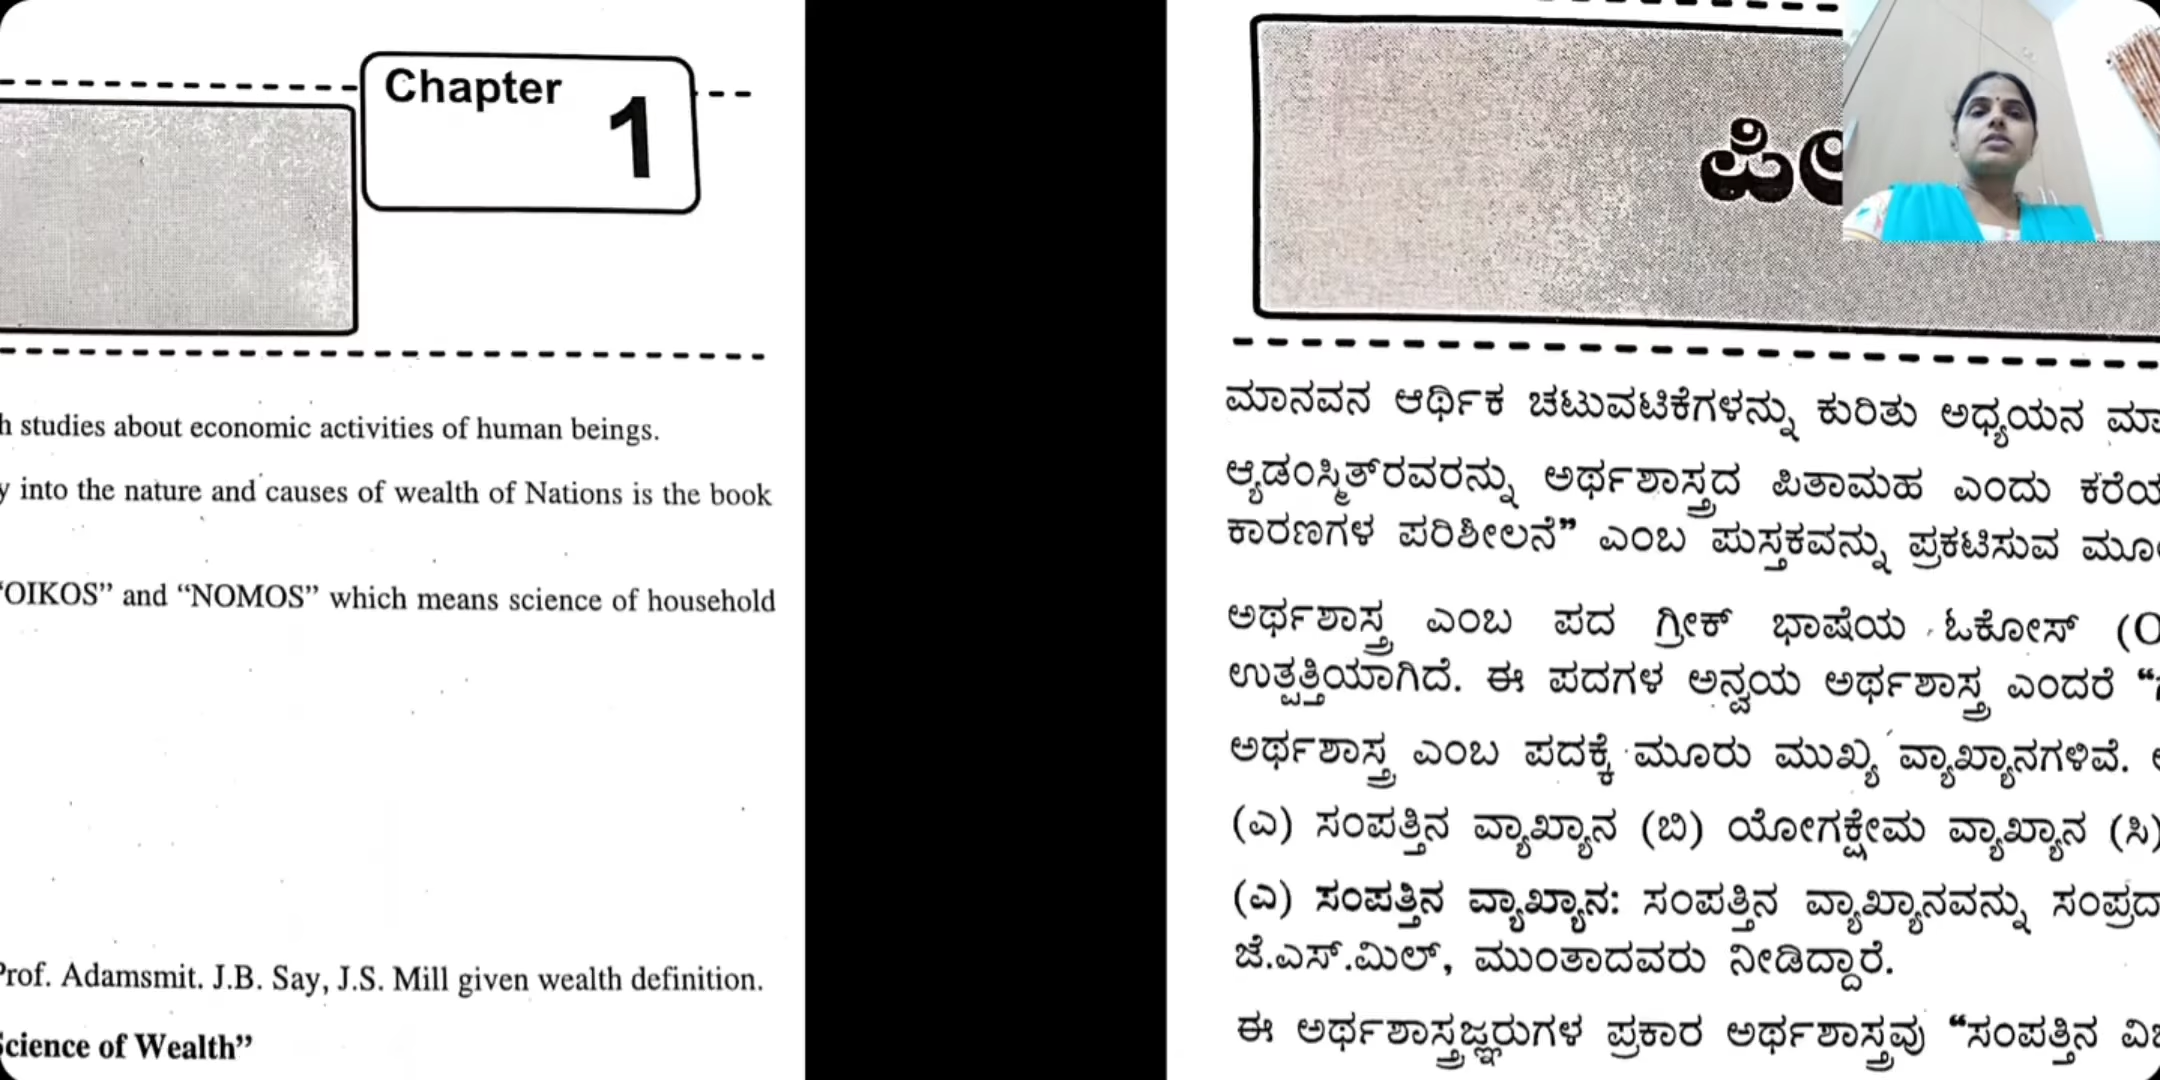 Chapter
1
studies about economic activities of human beings.
into the nature and causes of wealth of Nations is the book
“OIKOS” and “NOMOS” which means science of household
Prof. Adamsmit. J.B. Say, J.S. Mill given wealth definition.
Science of Wealth”
ಮಾನವನ ಆರ್ಥಿಕ ಚಟುವಟಿಕೆಗಳನ್ನು ಕುರಿತು ಅಧ್ಯಯನ
ಆ್ಯಡಂಸ್ಮಿತ್‌ರವರನ್ನು ಅರ್ಥಶಾಸ್ತ್ರದ ಪಿತಾಮಹ ಎಂದು
ಕಾರಣಗಳ ಪರಿಶೀಲನೆ” ಎಂಬ ಪುಸ್ತಕವನ್ನು ಪ್ರಕಟಿಸುವ
ಅರ್ಥಶಾಸ್ತ್ರ ಎಂಬ ಪದ ಗ್ರೀಕ್ ಭಾಷೆಯ ಓಕೋಸ್
ಉತ್ಪತ್ತಿಯಾಗಿದೆ. ಈ ಪದಗಳ ಅನ್ವಯ ಅರ್ಥಶಾಸ್ತ್ರ ಎಂದರೆ
ಅರ್ಥಶಾಸ್ತ್ರ ಎಂಬ ಪದಕ್ಕೆ ಮೂರು ಮುಖ್ಯ ವ್ಯಾಖ್ಯಾನಗಳಿವೆ.
(ಎ) ಸಂಪತ್ತಿನ ವ್ಯಾಖ್ಯಾನ (ಬಿ) ಯೋಗಕ್ಷೇಮ ವ್ಯಾಖ್ಯಾನ (ಸಿ)
(ಎ) ಸಂಪತ್ತಿನ ವ್ಯಾಖ್ಯಾನ: ಸಂಪತ್ತಿನ ವ್ಯಾಖ್ಯಾನವನ್ನು
ಜೆ.ಎಸ್.ಮಿಲ್, ಮುಂತಾದವರು ನೀಡಿದ್ದಾರೆ.
ಈ ಅರ್ಥಶಾಸ್ತ್ರಜ್ಞರುಗಳ ಪ್ರಕಾರ ಅರ್ಥಶಾಸ್ತ್ರವು “ಸಂಪತ್ತಿನ